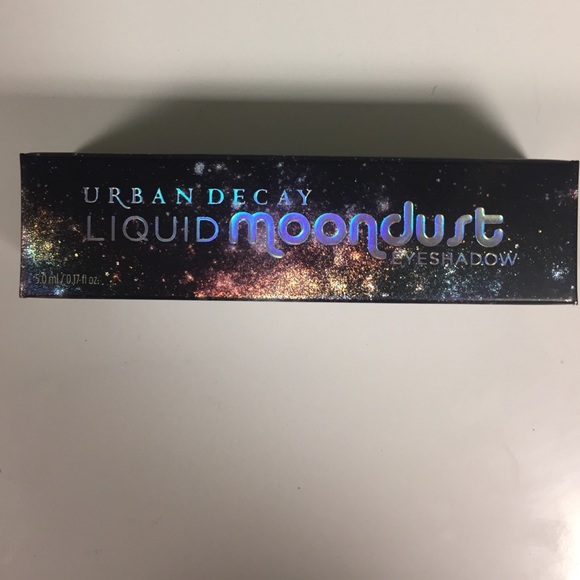 URBAN DECAY
LIQUID moondust
EYESHADOW
5.0 ml / 0.17 fl oz.